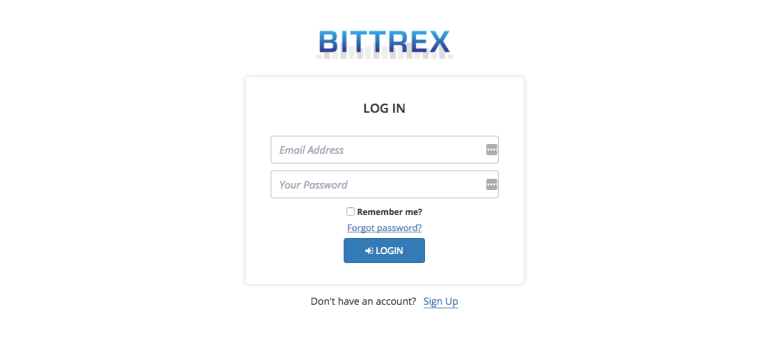 BITTREX
LOG IN
Email Address
Your Password
Remember me?
Forgot password?
LOGIN
Don't have an account? Sign Up